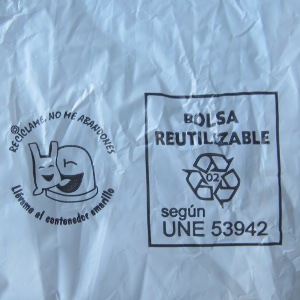 RECÍCLAME, NO ME ABANDONES
Llévame al contenedor amarillo
BOLSA
REUTILIZABLE
02
según
UNE 53942